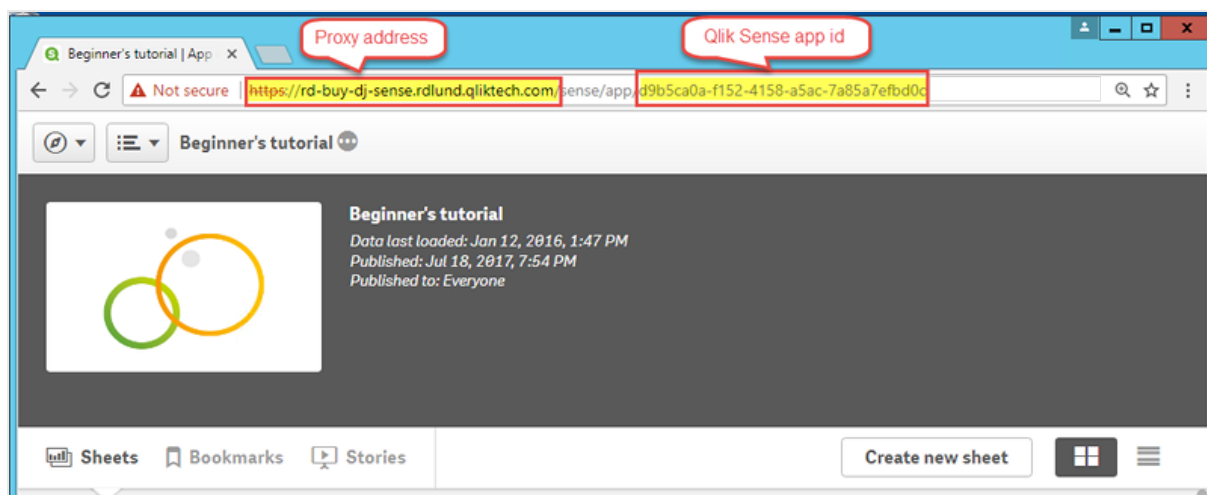 Proxy address
Qlik Sense app id
Beginner's tutorial | App
Not secure | https://rd-buy-dj-sense.rdlund.qliktech.com/sense/app/d9b5ca0a-f152-4158-a5ac-7a85a7efbd0c
Beginner's tutorial
Beginner's tutorial
Data last loaded: Jan 12, 2016, 1:47 PM
Published: Jul 18, 2017, 7:54 PM
Published to: Everyone
Sheets Bookmarks Stories Create new sheet